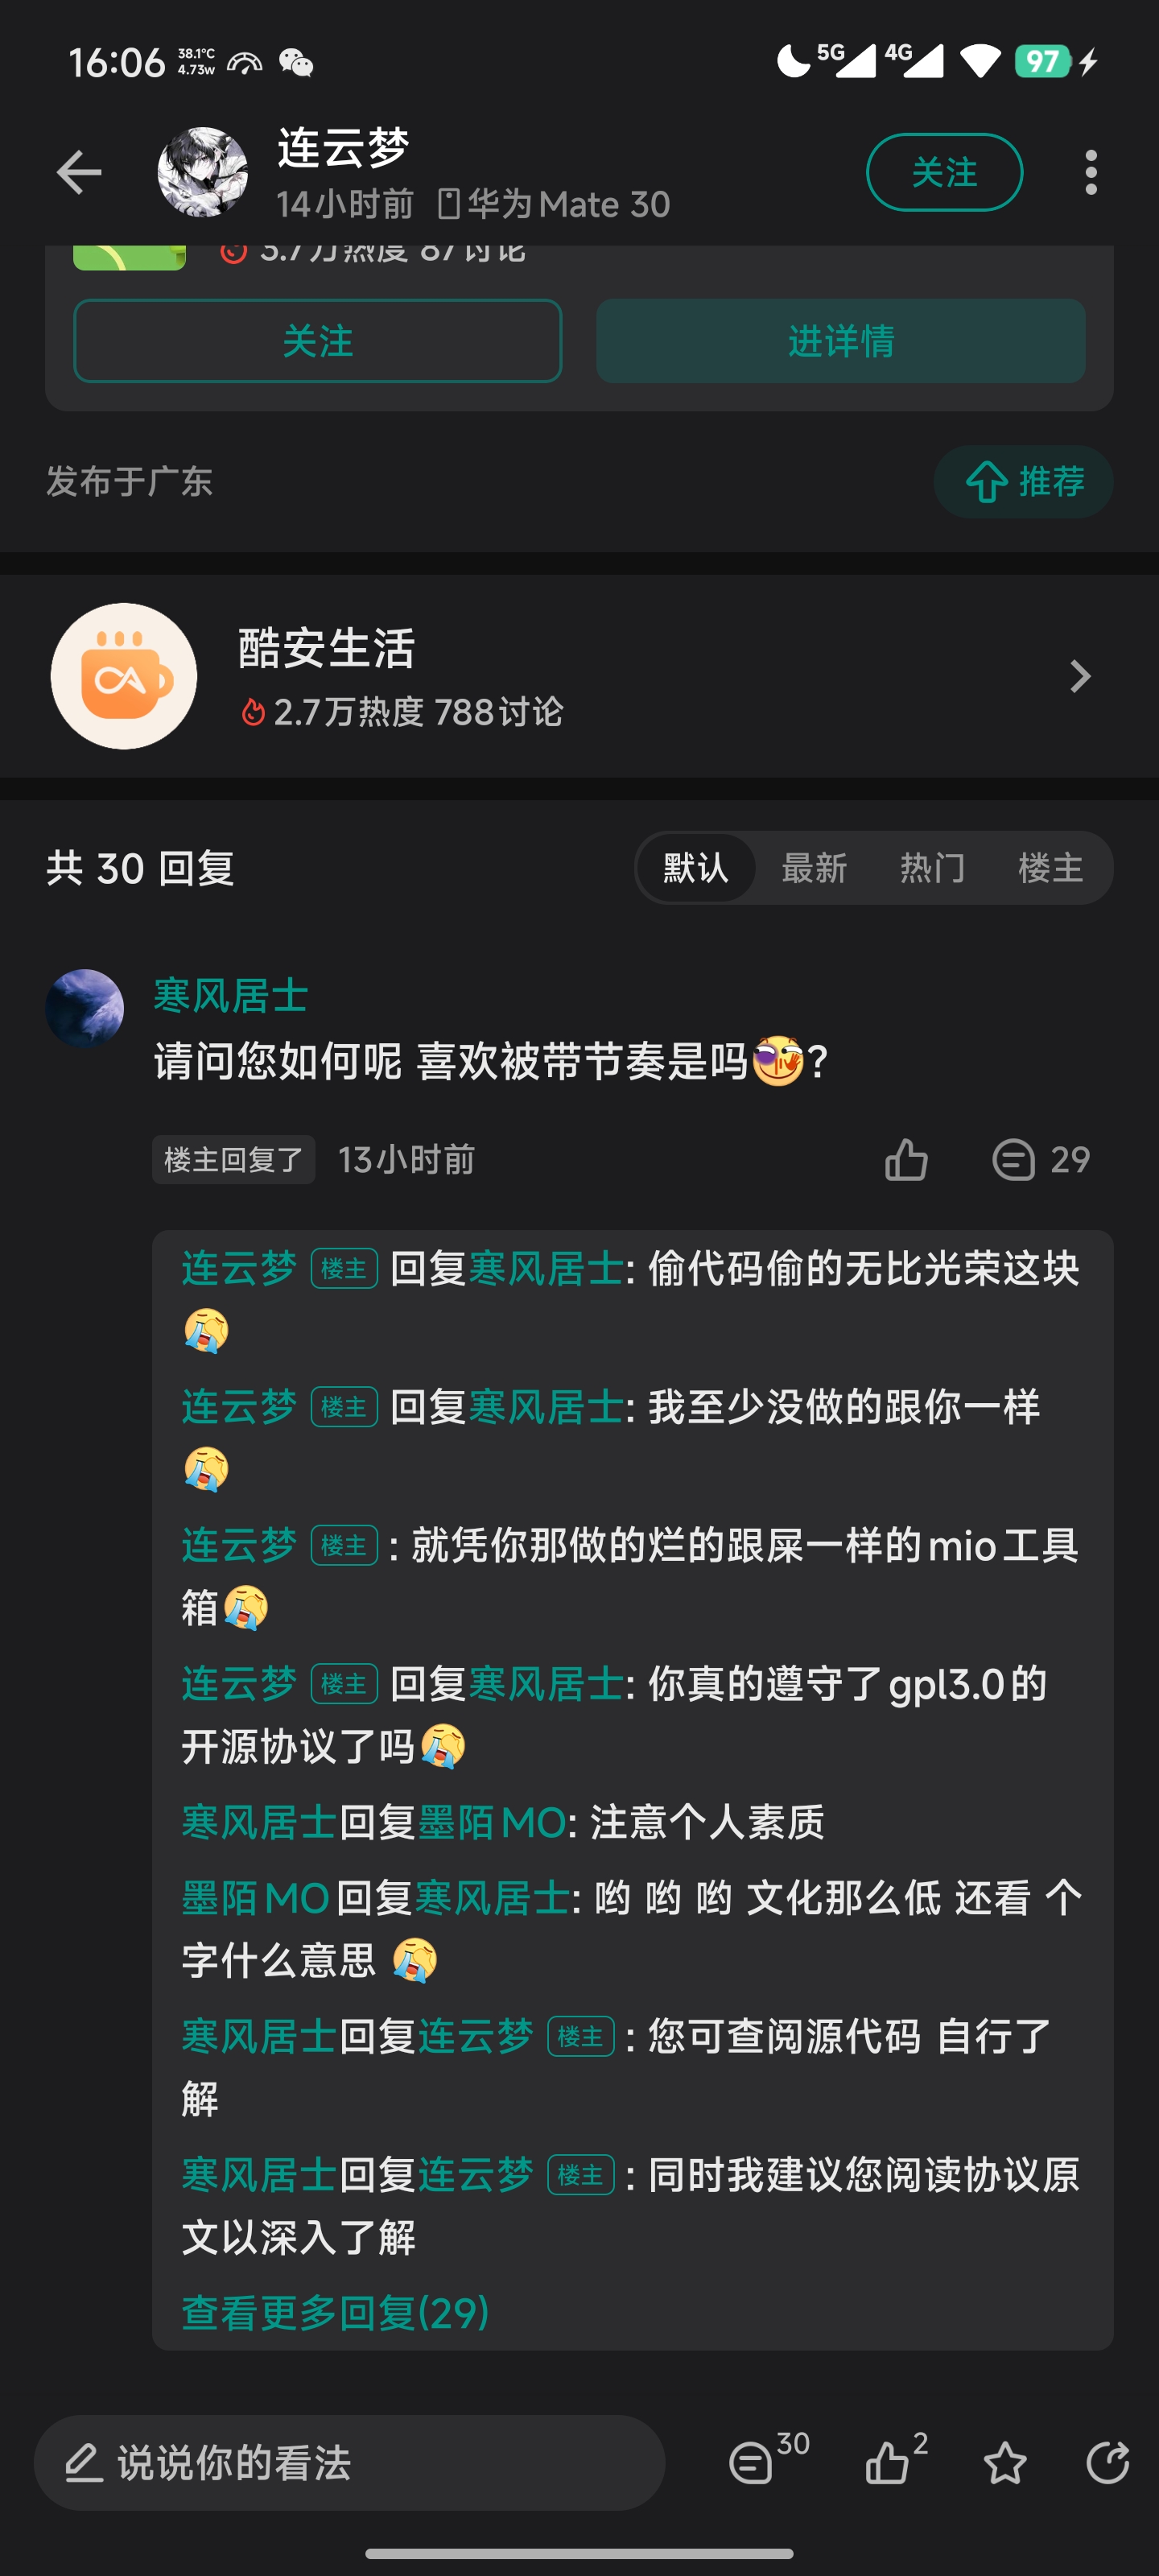 16:06 38.1°C 4.73w 5G 4G 97
连云梦
14小时前 华为Mate 30
关注
3.7万热度 87讨论
关注
进详情
发布于广东
推荐
酷安生活
2.7万热度 788讨论
共 30 回复
默认 最新 热门 楼主
寒风居士
请问您如何呢 喜欢被带节奏是吗?
楼主回复了 13小时前 29
连云梦 楼主 回复寒风居士: 偷代码偷的无比光荣这块
连云梦 楼主 回复寒风居士: 我至少没做的跟你一样
连云梦 楼主 : 就凭你那做的烂的跟屎一样的mio工具
箱
连云梦 楼主 回复寒风居士: 你真的遵守了gpl3.0的
开源协议了吗
寒风居士回复墨陌MO: 注意个人素质
墨陌MO回复寒风居士: 哟 哟 哟 文化那么低 还看 个
字什么意思
寒风居士回复连云梦 楼主 : 您可查阅源代码 自行了
解
寒风居士回复连云梦 楼主 : 同时我建议您阅读协议原
文以深入了解
查看更多回复(29)
说说你的看法
30
2